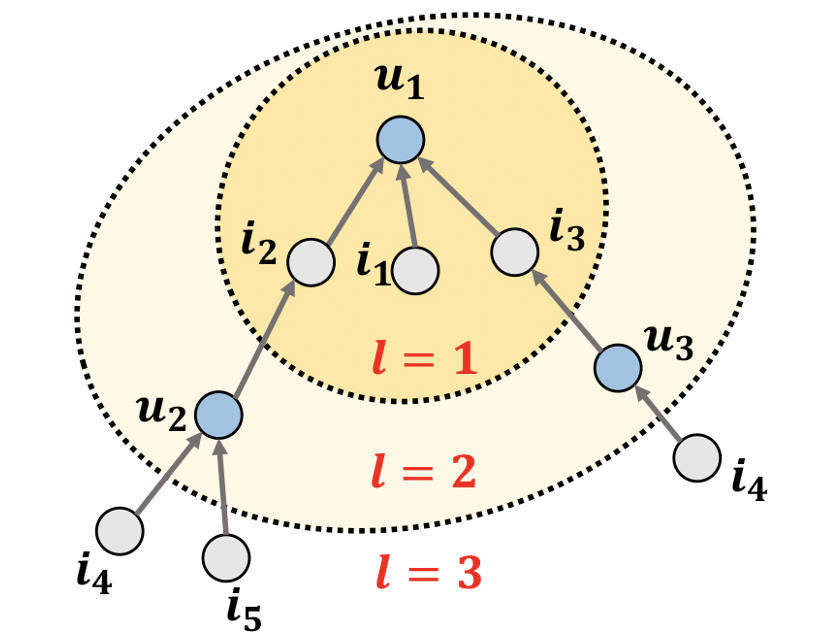 u₁
i₂
i₁
i₃
l = 1
u₃
u₂
l = 2
i₄
i₄
l = 3
i₅